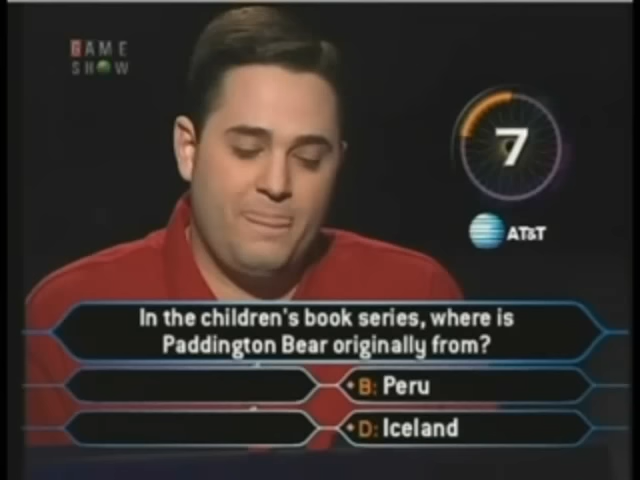 GAME
SHOW
7
AT&T
In the children's book series, where is
Paddington Bear originally from?
B: Peru
D: Iceland